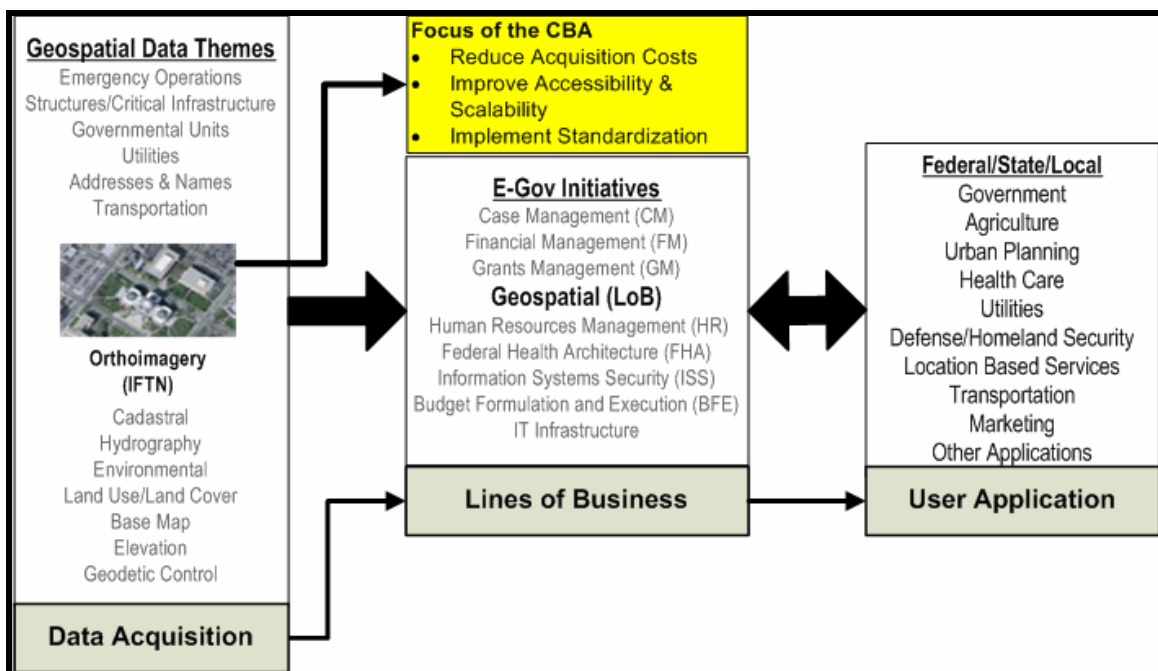 Geospatial Data Themes
Emergency Operations
Structures/Critical Infrastructure
Governmental Units
Utilities
Addresses & Names
Transportation
Orthoimagery
(IFTN)
Cadastral
Hydrography
Environmental
Land Use/Land Cover
Base Map
Elevation
Geodetic Control
Data Acquisition
Focus of the CBA
• Reduce Acquisition Costs
• Improve Accessibility &
Scalability
• Implement Standardization
E-Gov Initiatives
Case Management (CM)
Financial Management (FM)
Grants Management (GM)
Geospatial (LoB)
Human Resources Management (HR)
Federal Health Architecture (FHA)
Information Systems Security (ISS)
Budget Formulation and Execution (BFE)
IT Infrastructure
Lines of Business
Federal/State/Local
Government
Agriculture
Urban Planning
Health Care
Utilities
Defense/Homeland Security
Location Based Services
Transportation
Marketing
Other Applications
User Application